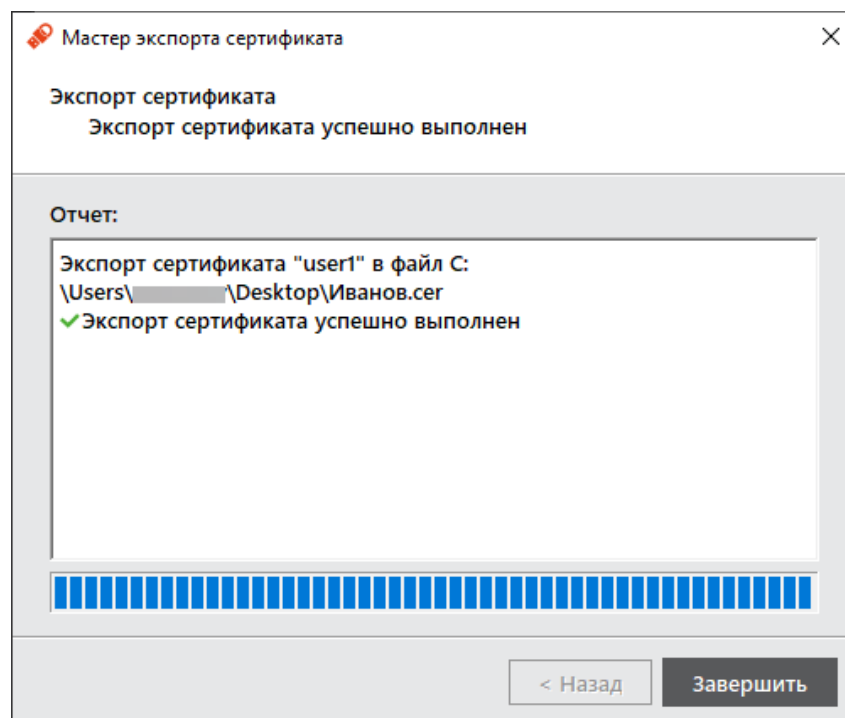 Мастер экспорта сертификата
Экспорт сертификата
Экспорт сертификата успешно выполнен
Отчет:
Экспорт сертификата "user1" в файл C:
\Users\ \Desktop\Иванов.cer
Экспорт сертификата успешно выполнен
< Назад
Завершить